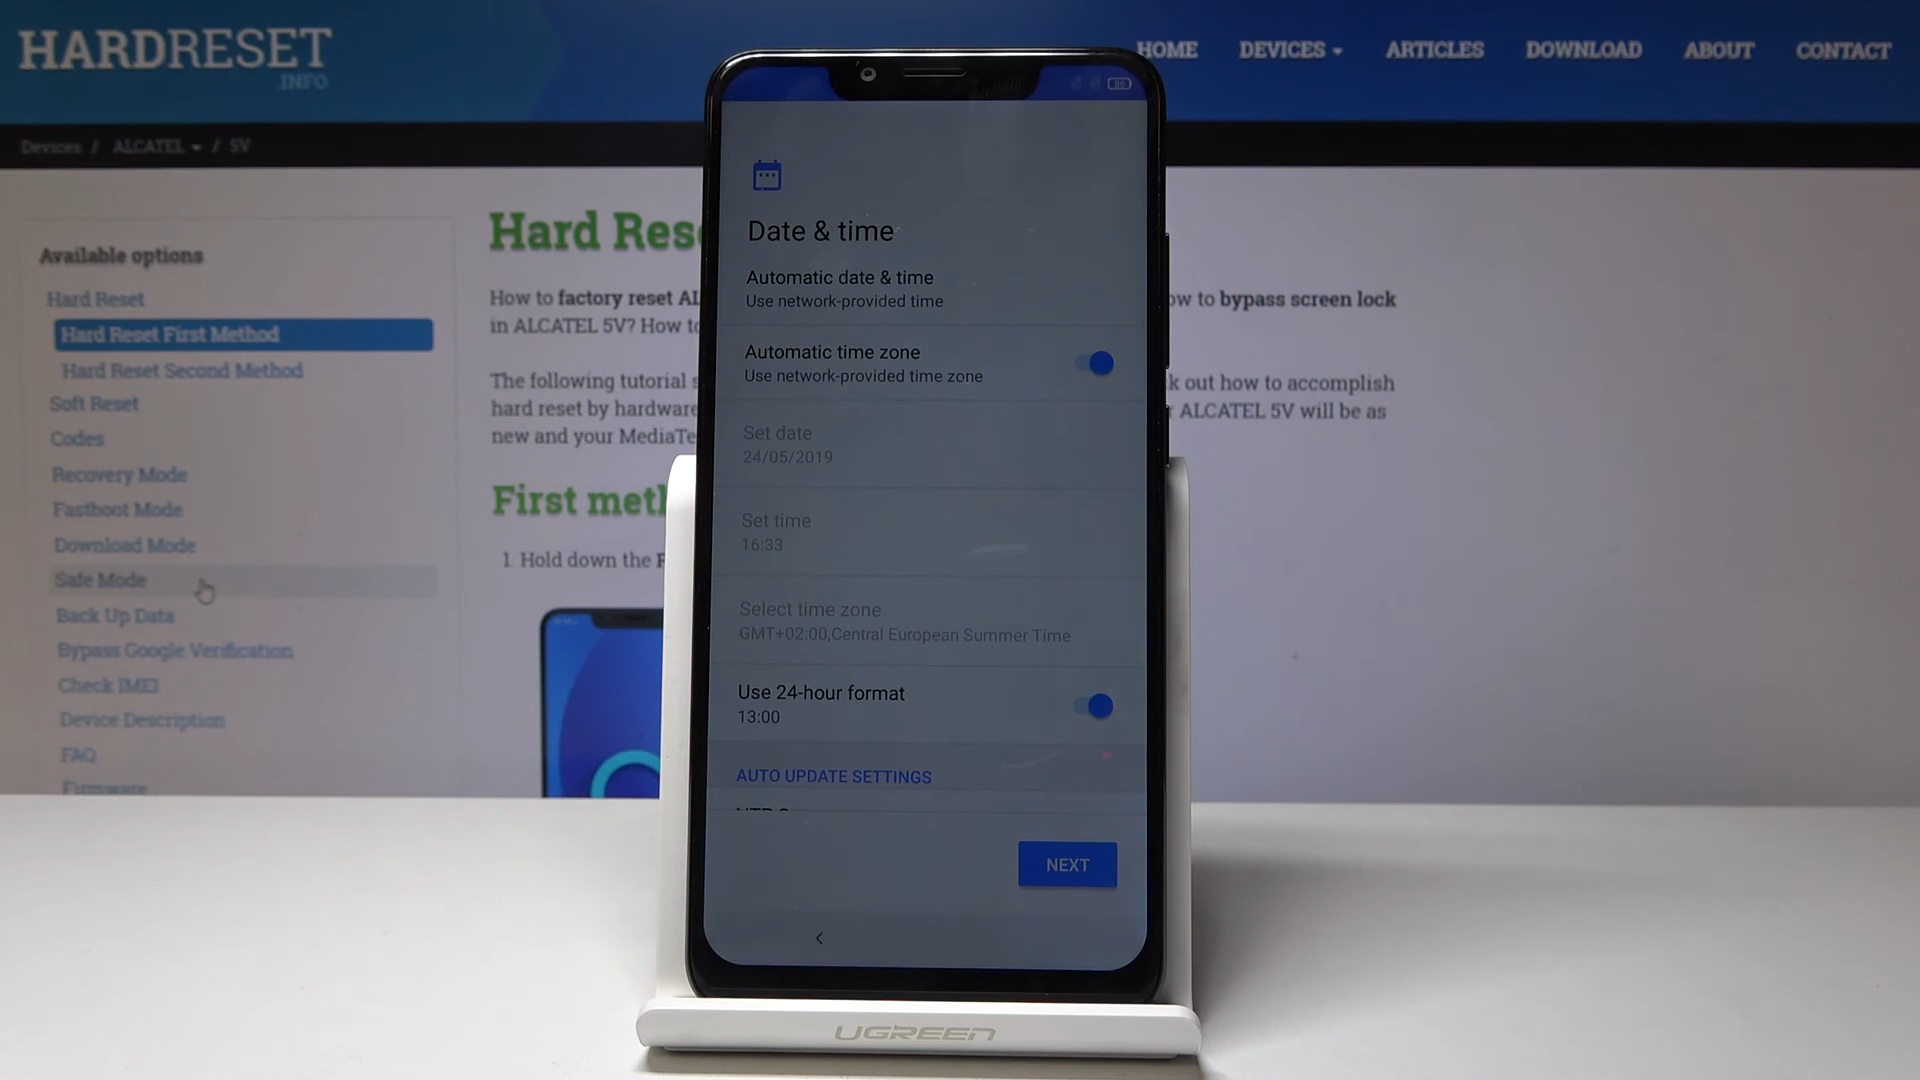 HARDRESET
.INFO
HOME DEVICES ARTICLES DOWNLOAD ABOUT CONTACT
Devices / ALCATEL / 5V
Available options
Hard Reset
Hard Reset First Method
Hard Reset Second Method
Soft Reset
Codes
Recovery Mode
Fastboot Mode
Download Mode
Safe Mode
Back Up Data
Bypass Google Verification
Check IMEI
Device Description
FAQ
Firmware
Hard Res
How to factory reset AL
in ALCATEL 5V? How to
The following tutorial
hard reset by hardware
new and your MediaTe
First meth
1. Hold down the
to bypass screen lock
out how to accomplish
ALCATEL 5V will be as
86
Date & time
Automatic date & time
Use network-provided time
Automatic time zone
Use network-provided time zone
Set date
24/05/2019
Set time
16:33
Select time zone
GMT+02:00,Central European Summer Time
Use 24-hour format
13:00
AUTO UPDATE SETTINGS
NEXT
UGREEN